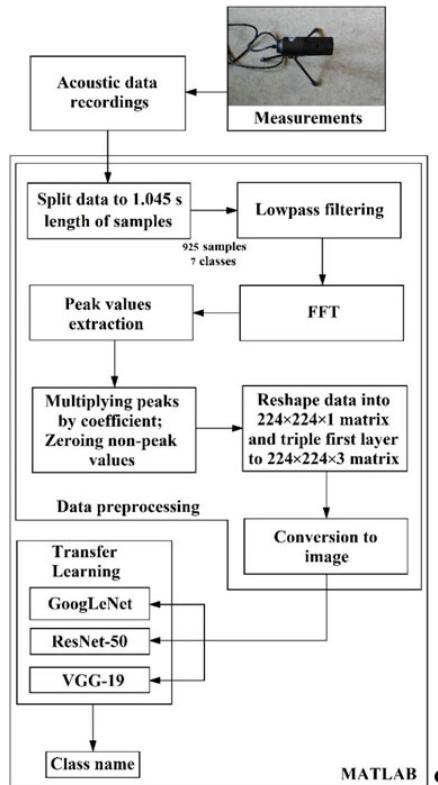 Acoustic data
recordings
Measurements
Split data to 1.045 s
length of samples
Lowpass filtering
925 samples
7 classes
Peak values
extraction
FFT
Multiplying peaks
by coefficient;
Zeroing non-peak
values
Reshape data into
224×224×1 matrix
and triple first layer
to 224×224×3 matrix
Data preprocessing
Conversion to
image
Transfer
Learning
GoogLeNet
ResNet-50
VGG-19
Class name
MATLAB